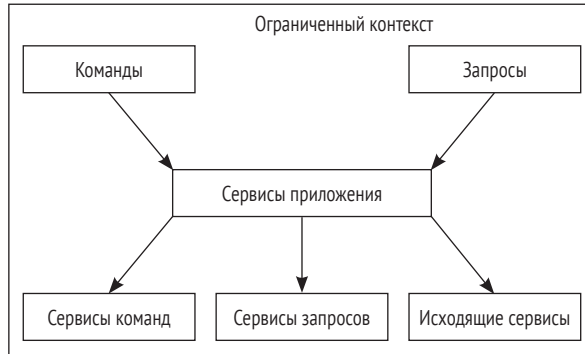 Ограниченный контекст
Команды
Запросы
Сервисы приложения
Сервисы команд
Сервисы запросов
Исходящие сервисы